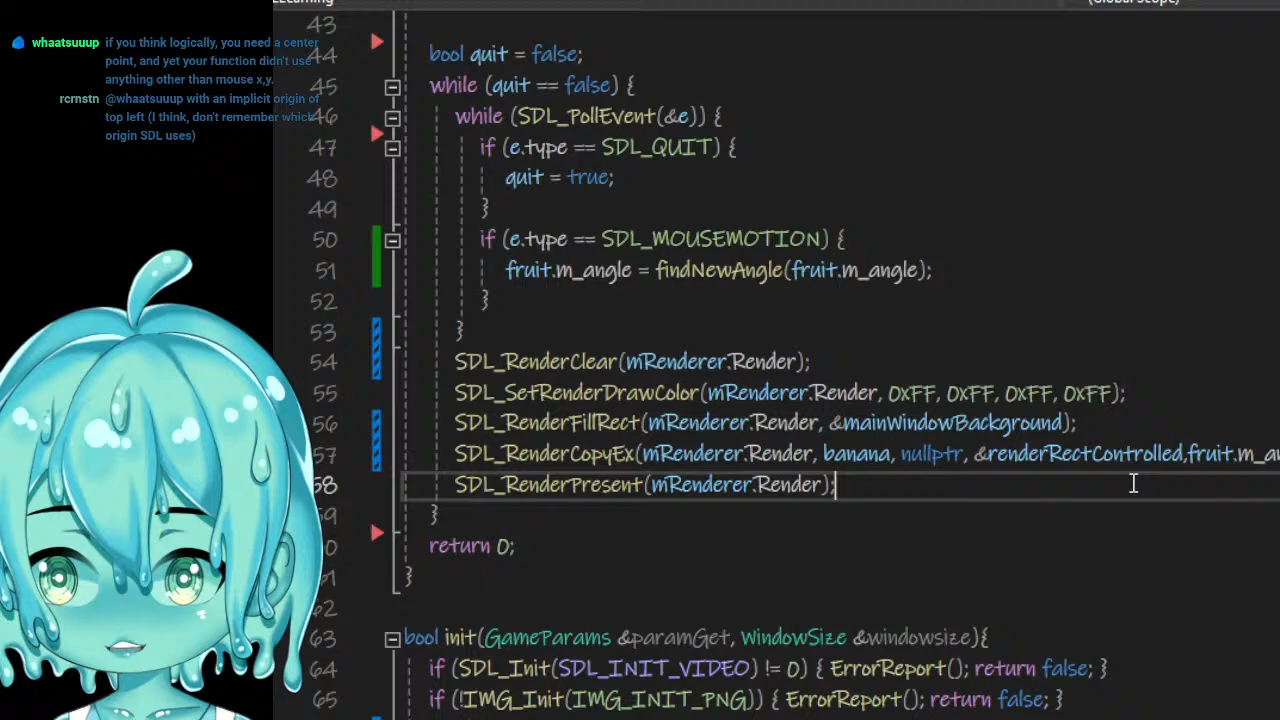 (Global Scope)
whaatsuuup if you think logically, you need a center
point, and yet your function didn't use
anything other than mouse x,y.
rcrnstn @whaatsuuup with an implicit origin of
top left (I think, don't remember which
origin SDL uses)
43
44 bool quit = false;
45 while (quit == false) {
46 while (SDL_PollEvent(&e)) {
47 if (e.type == SDL_QUIT) {
48 quit = true;
49 }
50 if (e.type == SDL_MOUSEMOTION) {
51 fruit.m_angle = findNewAngle(fruit.m_angle);
52 }
53 }
54 SDL_RenderClear(mRenderer.Render);
55 SDL_SetRenderDrawColor(mRenderer.Render, 0xFF, 0xFF, 0xFF, 0xFF);
56 SDL_RenderFillRect(mRenderer.Render, &mainWindowBackground);
57 SDL_RenderCopyEx(mRenderer.Render, banana, nullptr, &renderRectControlled,fruit.m_an
58 SDL_RenderPresent(mRenderer.Render);
59 }
60 return 0;
61 }
62
63 bool init(GameParams &paramGet, WindowSize &windowsize){
64 if (SDL_Init(SDL_INIT_VIDEO) != 0) { ErrorReport(); return false; }
65 if (!IMG_Init(IMG_INIT_PNG)) { ErrorReport(); return false; }